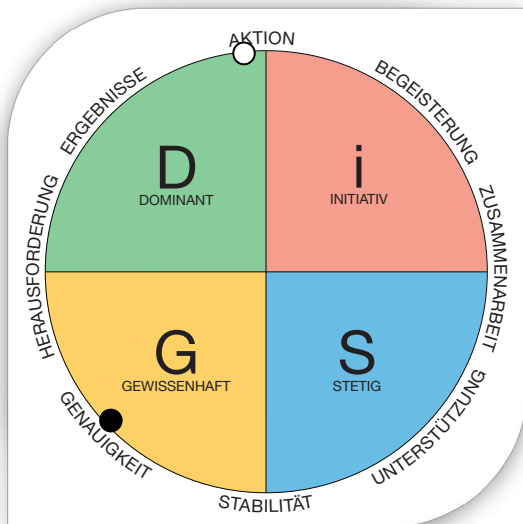 AKTION
ERGEBNISSE
BEGEISTERUNG
D
DOMINANT
i
INITIATIV
HERAUSFORDERUNG
ZUSAMMENARBEIT
G
GEWISSENHAFT
S
STETIG
GENAUIGKEIT
UNTERSTÜTZUNG
STABILITÄT